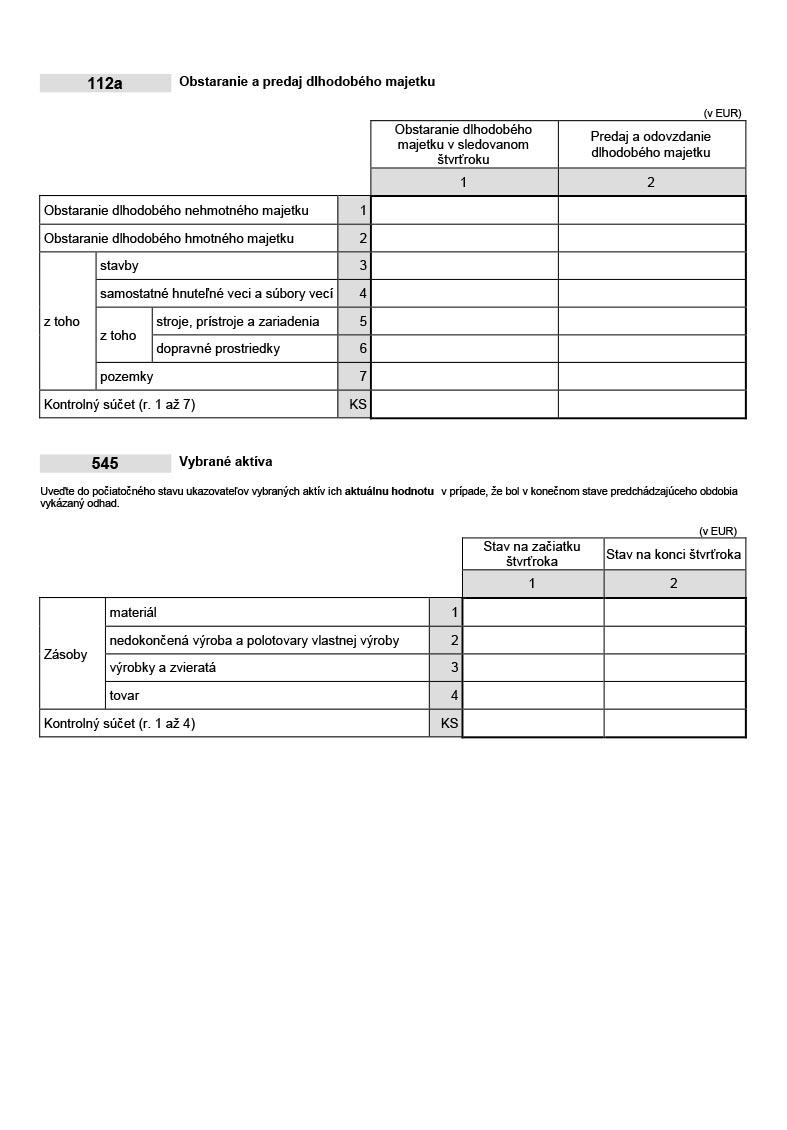 112a Obstaranie a predaj dlhodobého majetku
(v EUR)
Obstaranie dlhodobého
majetku v sledovanom
štvrťroku
Predaj a odovzdanie
dlhodobého majetku
1 2
Obstaranie dlhodobého nehmotného majetku 1
Obstaranie dlhodobého hmotného majetku 2
z toho
stavby 3
samostatné hnuteľné veci a súbory vecí 4
z toho
stroje, prístroje a zariadenia 5
dopravné prostriedky 6
pozemky 7
Kontrolný súčet (r. 1 až 7) KS
545 Vybrané aktíva
Uveďte do počiatočného stavu ukazovateľov vybraných aktív ich aktuálnu hodnotu v prípade, že bol v konečnom stave predchádzajúceho obdobia
vykázaný odhad.
(v EUR)
Stav na začiatku
štvrťroka
Stav na konci štvrťroka
1 2
Zásoby
materiál 1
nedokončená výroba a polotovary vlastnej výroby 2
výrobky a zvieratá 3
tovar 4
Kontrolný súčet (r. 1 až 4) KS